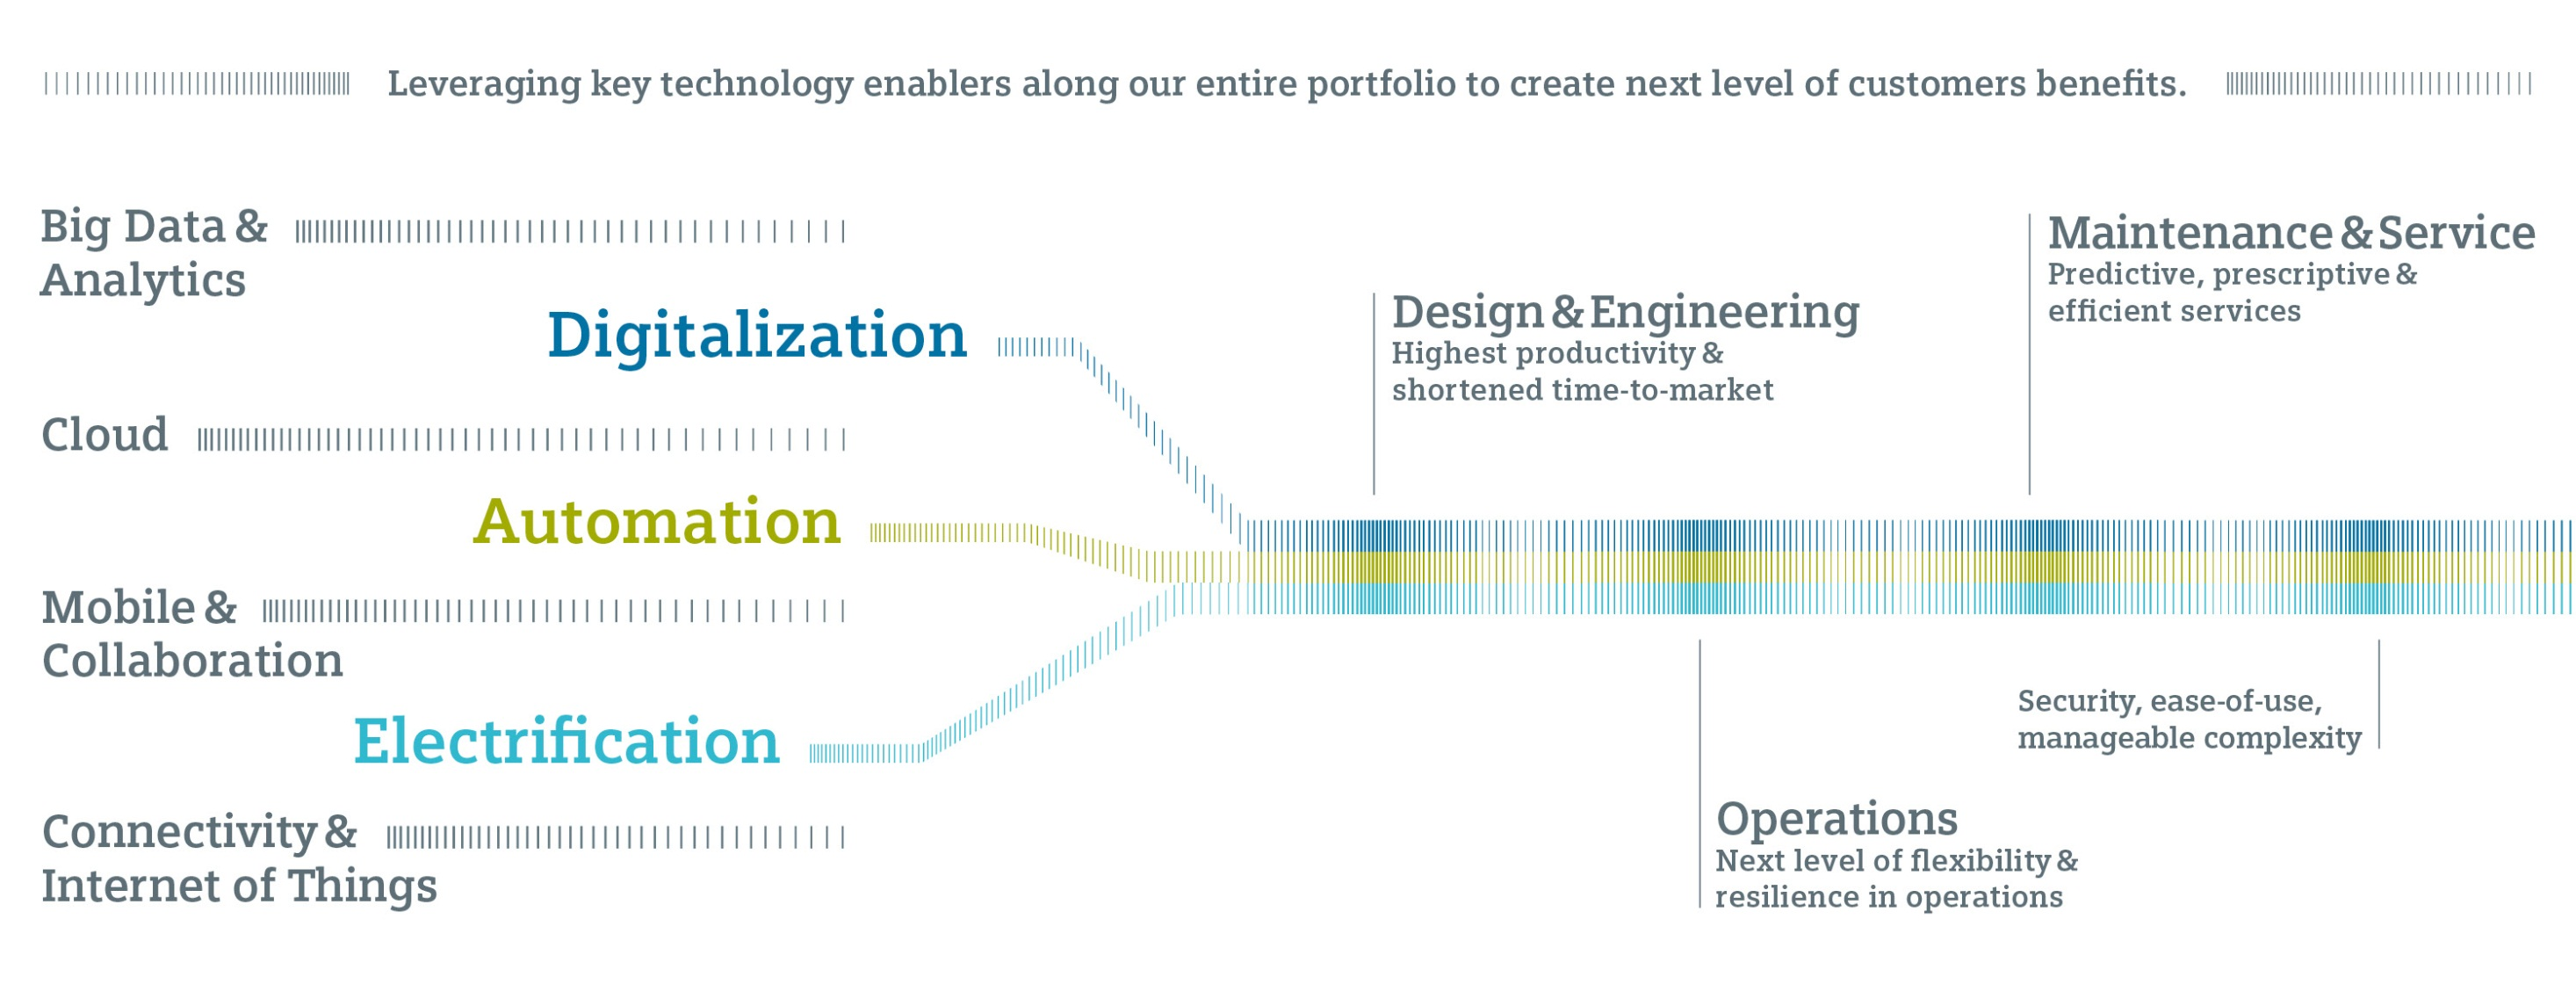 Leveraging key technology enablers along our entire portfolio to create next level of customers benefits.
Big Data &
Analytics
Digitalization
Cloud
Automation
Mobile &
Collaboration
Electrification
Connectivity &
Internet of Things
Design & Engineering
Highest productivity &
shortened time-to-market
Maintenance & Service
Predictive, prescriptive &
efficient services
Operations
Next level of flexibility &
resilience in operations
Security, ease-of-use,
manageable complexity